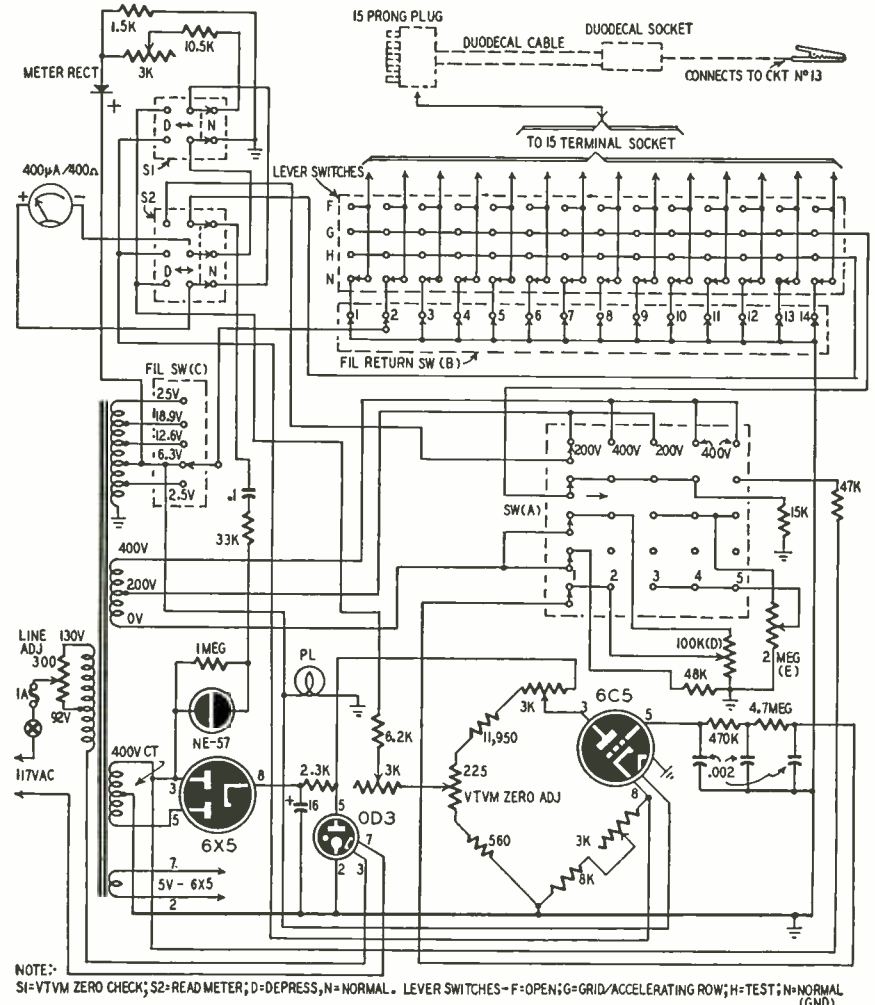 15 PRONG PLUG
DUODECAL SOCKET
DUODECAL CABLE
CONNECTS TO CKT Nº 13
1.5K
10.5K
3K
METER RECT
+
D ↔ N
S1
400µA/400Ω
+ −
S2
D ↔ N
TO 15 TERMINAL SOCKET
LEVER SWITCHES
F
G
H
N
1 2 3 4 5 6 7 8 9 10 11 12 13 14
FIL RETURN SW (B)
FIL SW (C)
25V
18.9V
12.6V
6.3V
2.5V
.1
33K
200V 400V 200V 400V
SW(A)
1 2 3 4 5
47K
15K
100K(D)
2 MEG (E)
48K
400V
200V
0V
LINE ADJ
130V
300
1A
92V
117VAC
1 MEG
NE-57
PL
400V CT
3
5
8
6X5
2.3K
+ 16
7
5V - 6X5
2
6.2K
3K
0D3
5
7
3
2
225
VTVM ZERO ADJ
11,950
560
3K
6C5
3
5
8
3K
8K
470K
4.7MEG
.002
NOTE:-
S1=VTVM ZERO CHECK; S2=READ METER; D=DEPRESS, N=NORMAL. LEVER SWITCHES-F=OPEN; G=GRID/ACCELERATING ROW; H=TEST; N=NORMAL
(GND)